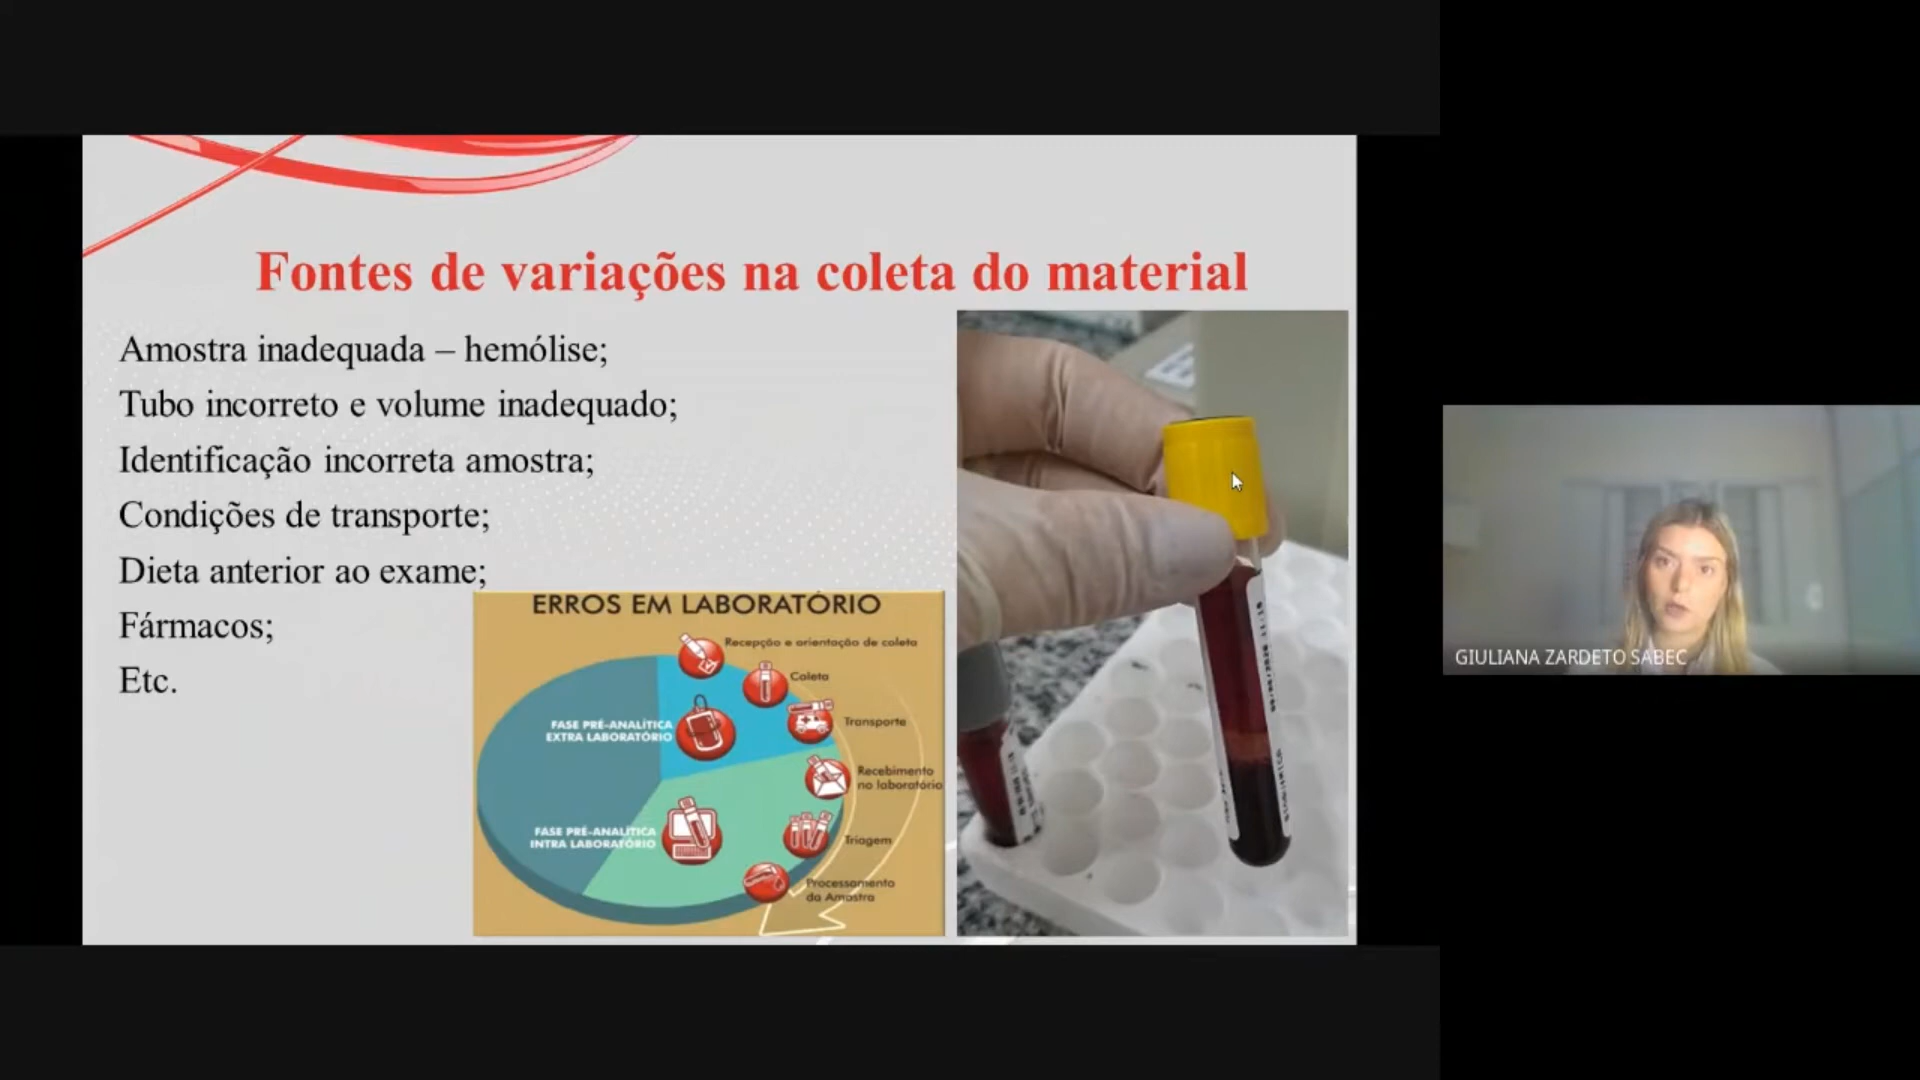 Fontes de variações na coleta do material
Amostra inadequada – hemólise;
Tubo incorreto e volume inadequado;
Identificação incorreta amostra;
Condições de transporte;
Dieta anterior ao exame;
Fármacos;
Etc.
ERROS EM LABORATÓRIO
Recepção e orientação de coleta
Coleta
Transporte
Recebimento
no laboratório
Triagem
Processamento
da Amostra
FASE PRÉ-ANALÍTICA
EXTRA LABORATÓRIO
FASE PRÉ-ANALÍTICA
INTRA LABORATÓRIO
GIULIANA ZARDETO SABEC